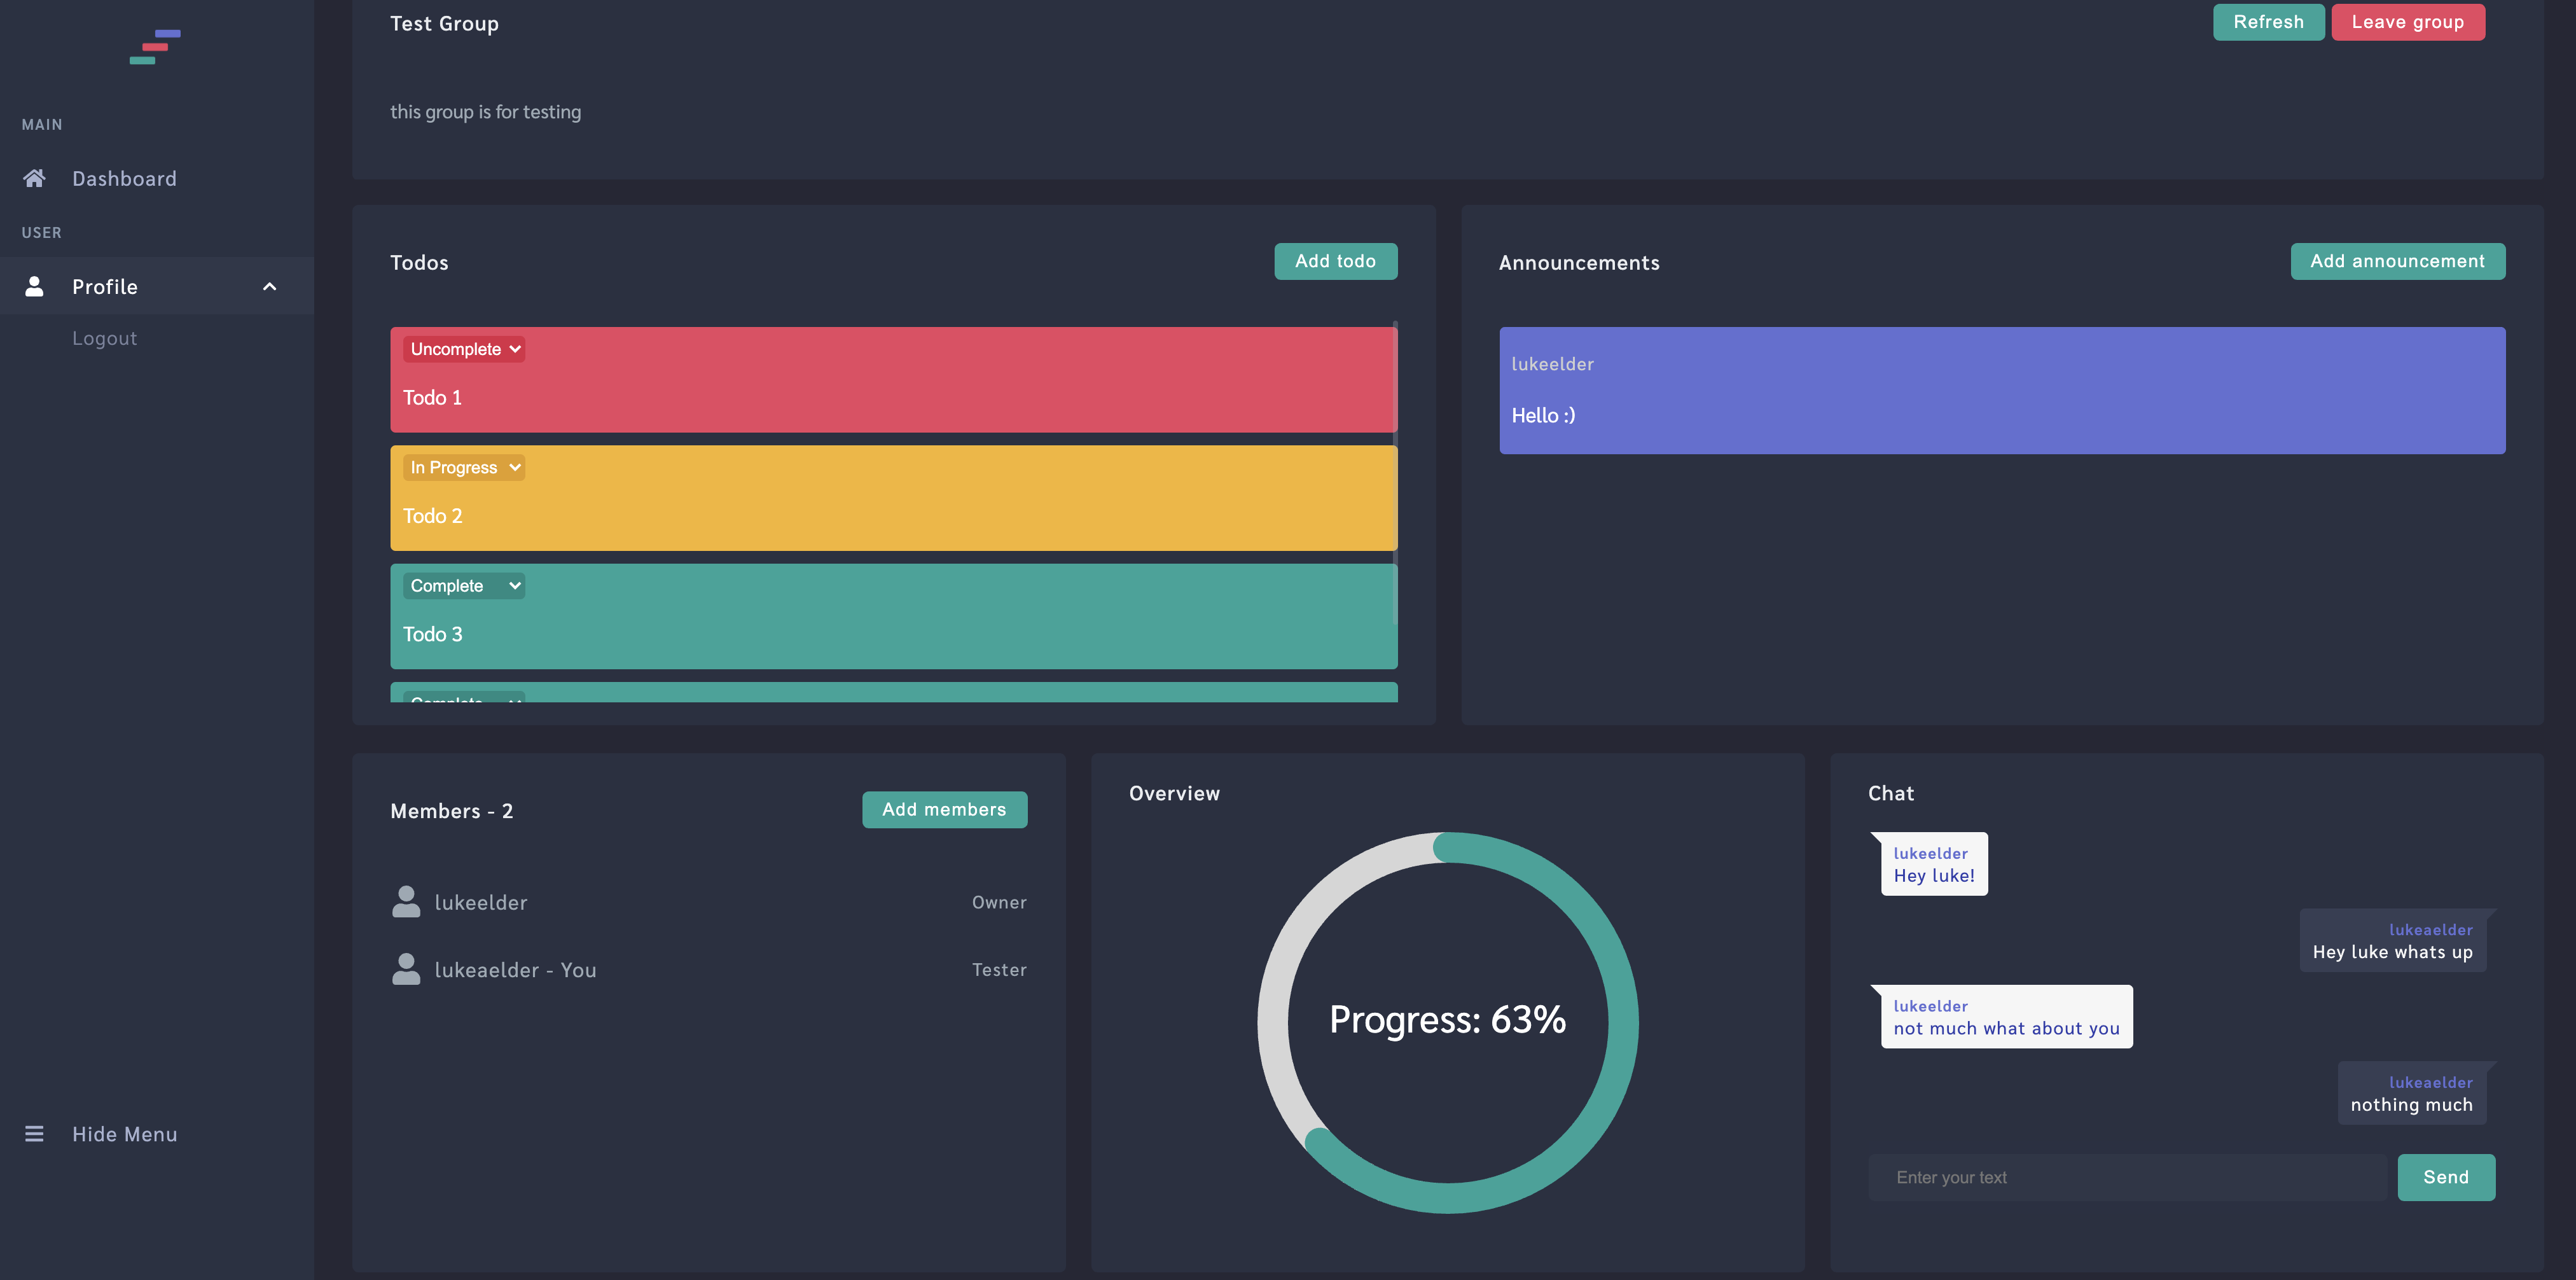 MAIN
Dashboard
USER
Profile
Logout
Hide Menu
Test Group
Refresh
Leave group
this group is for testing
Todos
Add todo
Uncomplete
Todo 1
In Progress
Todo 2
Complete
Todo 3
Complete
Announcements
Add announcement
lukeelder
Hello :)
Members - 2
Add members
lukeelder
Owner
lukeaelder - You
Tester
Overview
Progress: 63%
Chat
lukeelder
Hey luke!
lukeaelder
Hey luke whats up
lukeelder
not much what about you
lukeaelder
nothing much
Enter your text
Send